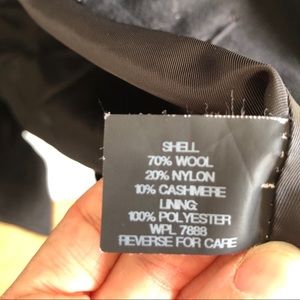 SHELL
70% WOOL
20% NYLON
10% CASHMERE
LINING:
100% POLYESTER
WPL 7888
REVERSE FOR CARE